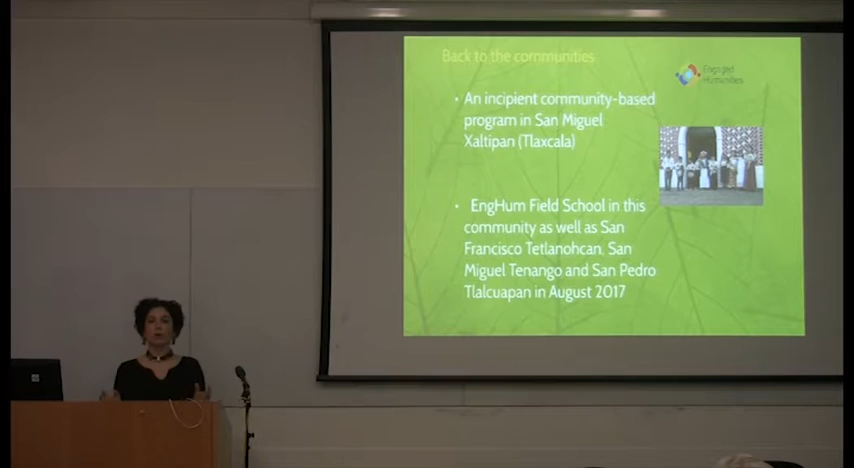 Back to the communities
Engaged
Humanities
• An incipient community-based
program in San Miguel
Xaltipan (Tlaxcala)
• EngHum Field School in this
community as well as San
Francisco Tetlanohcan, San
Miguel Tenango and San Pedro
Tlalcuapan in August 2017